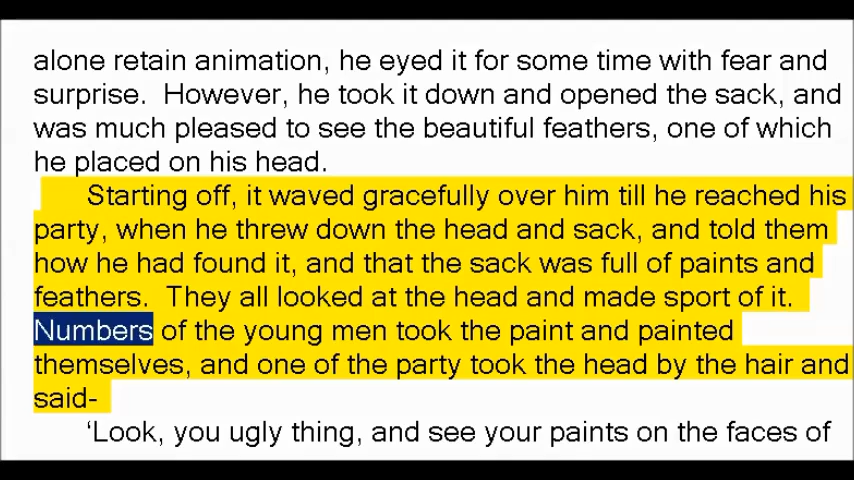 alone retain animation, he eyed it for some time with fear and
surprise.  However, he took it down and opened the sack, and
was much pleased to see the beautiful feathers, one of which
he placed on his head.
Starting off, it waved gracefully over him till he reached his
party, when he threw down the head and sack, and told them
how he had found it, and that the sack was full of paints and
feathers.  They all looked at the head and made sport of it.
Numbers of the young men took the paint and painted
themselves, and one of the party took the head by the hair and
said-
‘Look, you ugly thing, and see your paints on the faces of